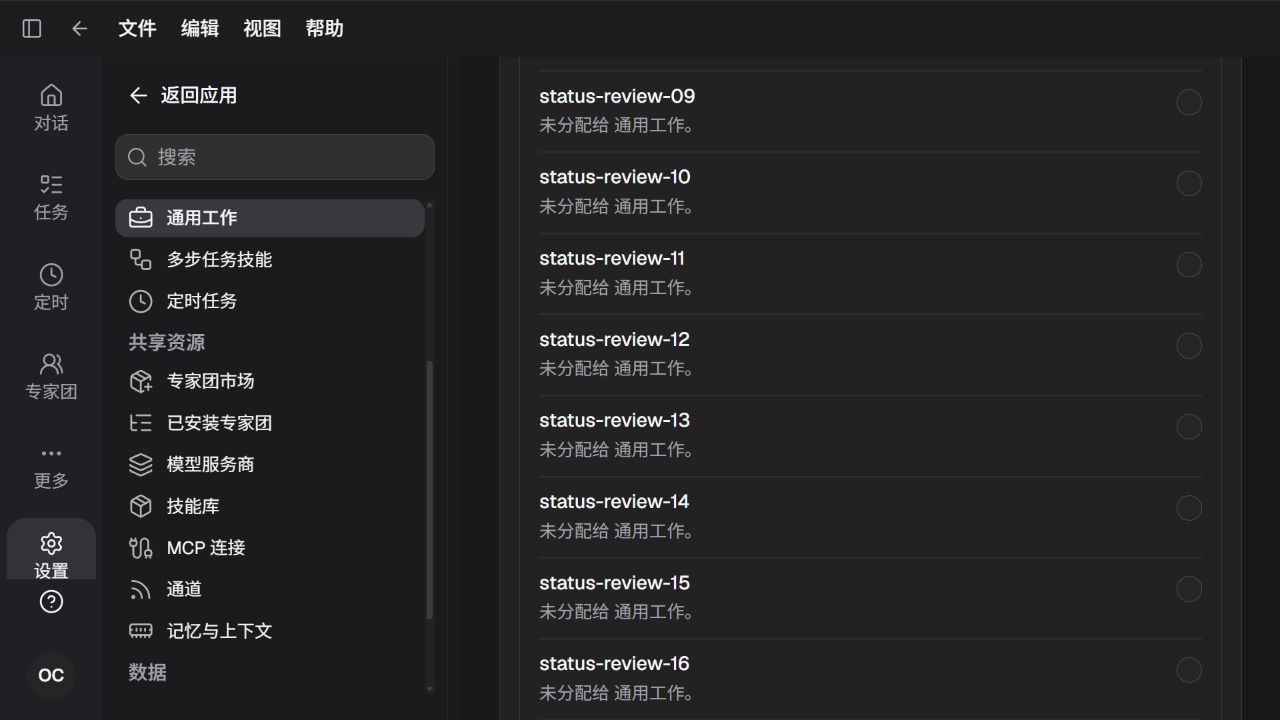 文件 编辑 视图 帮助
对话
任务
定时
专家团
更多
设置
OC
返回应用
搜索
通用工作
多步任务技能
定时任务
共享资源
专家团市场
已安装专家团
模型服务商
技能库
MCP 连接
通道
记忆与上下文
数据
status-review-09
未分配给 通用工作。
status-review-10
未分配给 通用工作。
status-review-11
未分配给 通用工作。
status-review-12
未分配给 通用工作。
status-review-13
未分配给 通用工作。
status-review-14
未分配给 通用工作。
status-review-15
未分配给 通用工作。
status-review-16
未分配给 通用工作。